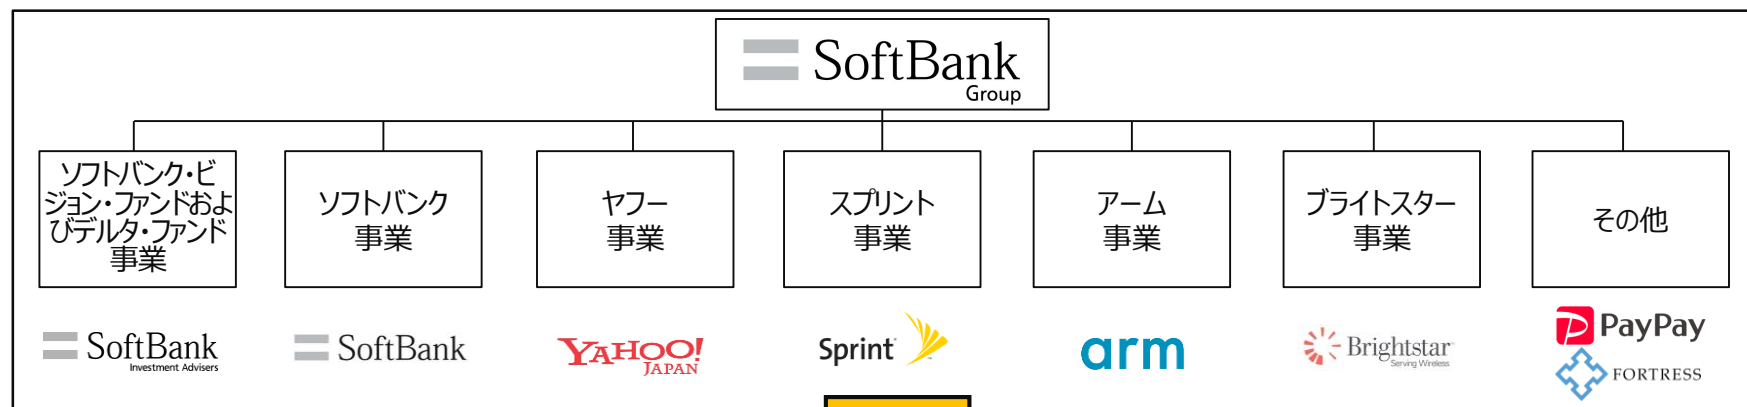 SoftBank
Group
ソフトバンク・ビ
ジョン・ファンドおよ
びデルタ・ファンド
事業
ソフトバンク
事業
ヤフー
事業
スプリント
事業
アーム
事業
ブライトスター
事業
その他
SoftBank
Investment Advisers
SoftBank
YAHOO!
JAPAN
Sprint
arm
Brightstar
Serving Wireless
PayPay
FORTRESS